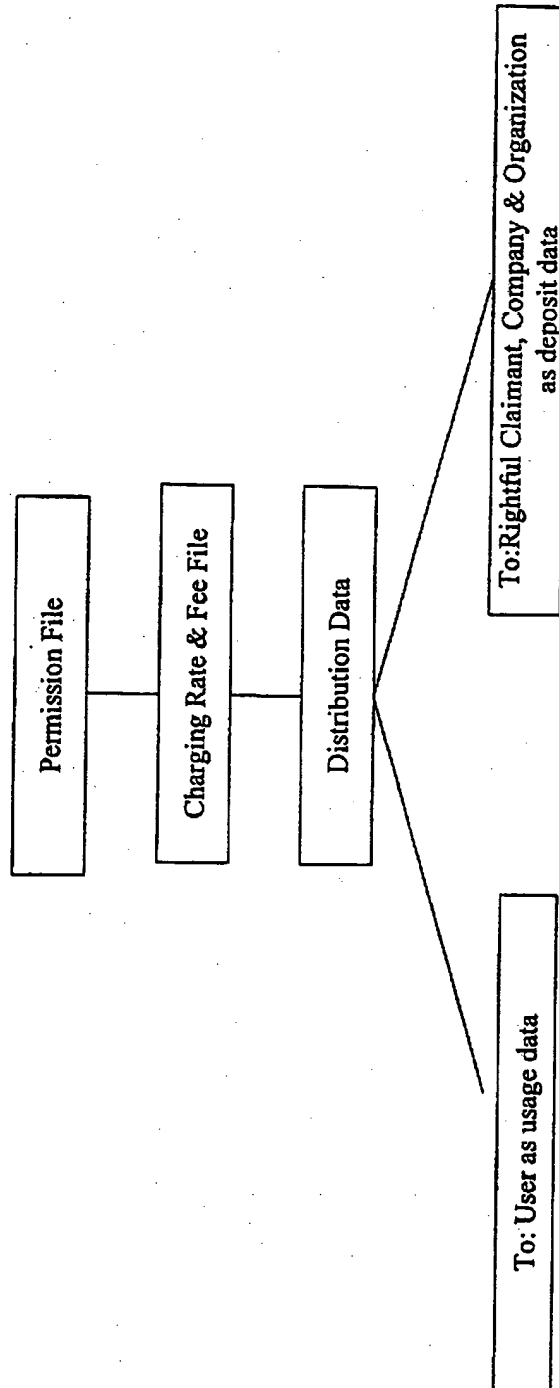 Permission File
Charging Rate & Fee File
Distribution Data
To: User as usage data
To:Rightful Claimant, Company & Organization
as deposit data